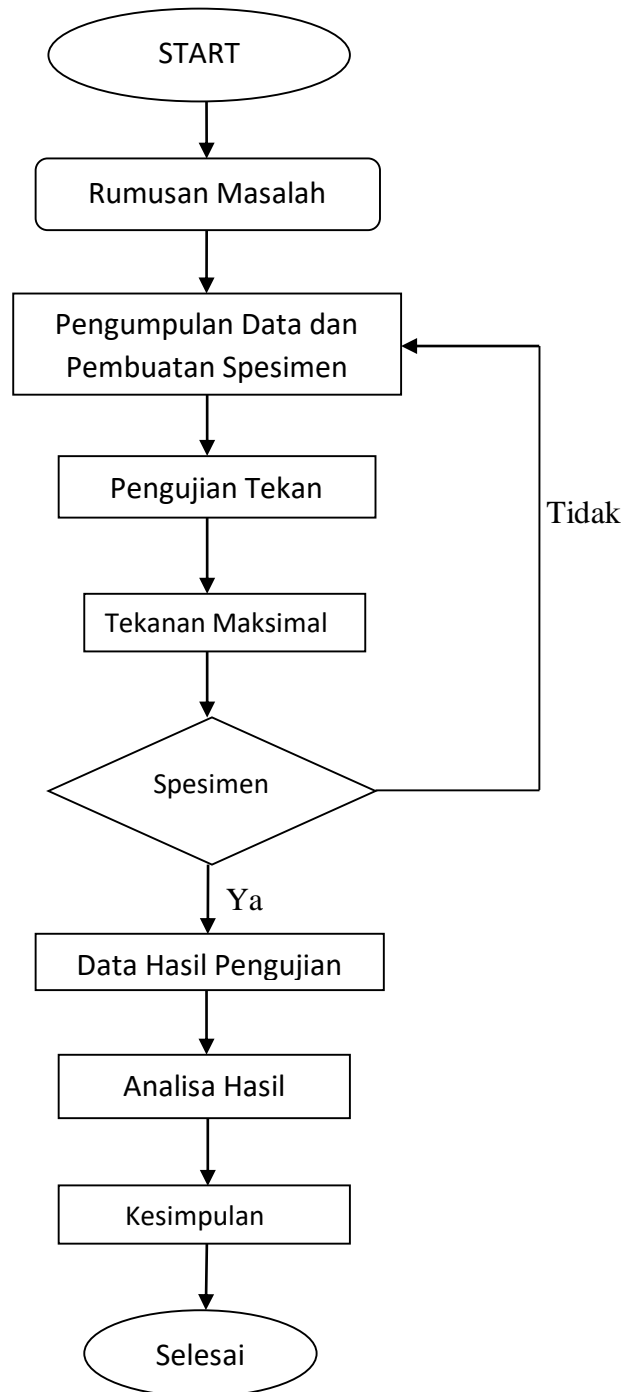 START
Rumusan Masalah
Pengumpulan Data dan
Pembuatan Spesimen
Pengujian Tekan
Tidak
Tekanan Maksimal
Spesimen
Ya
Data Hasil Pengujian
Analisa Hasil
Kesimpulan
Selesai